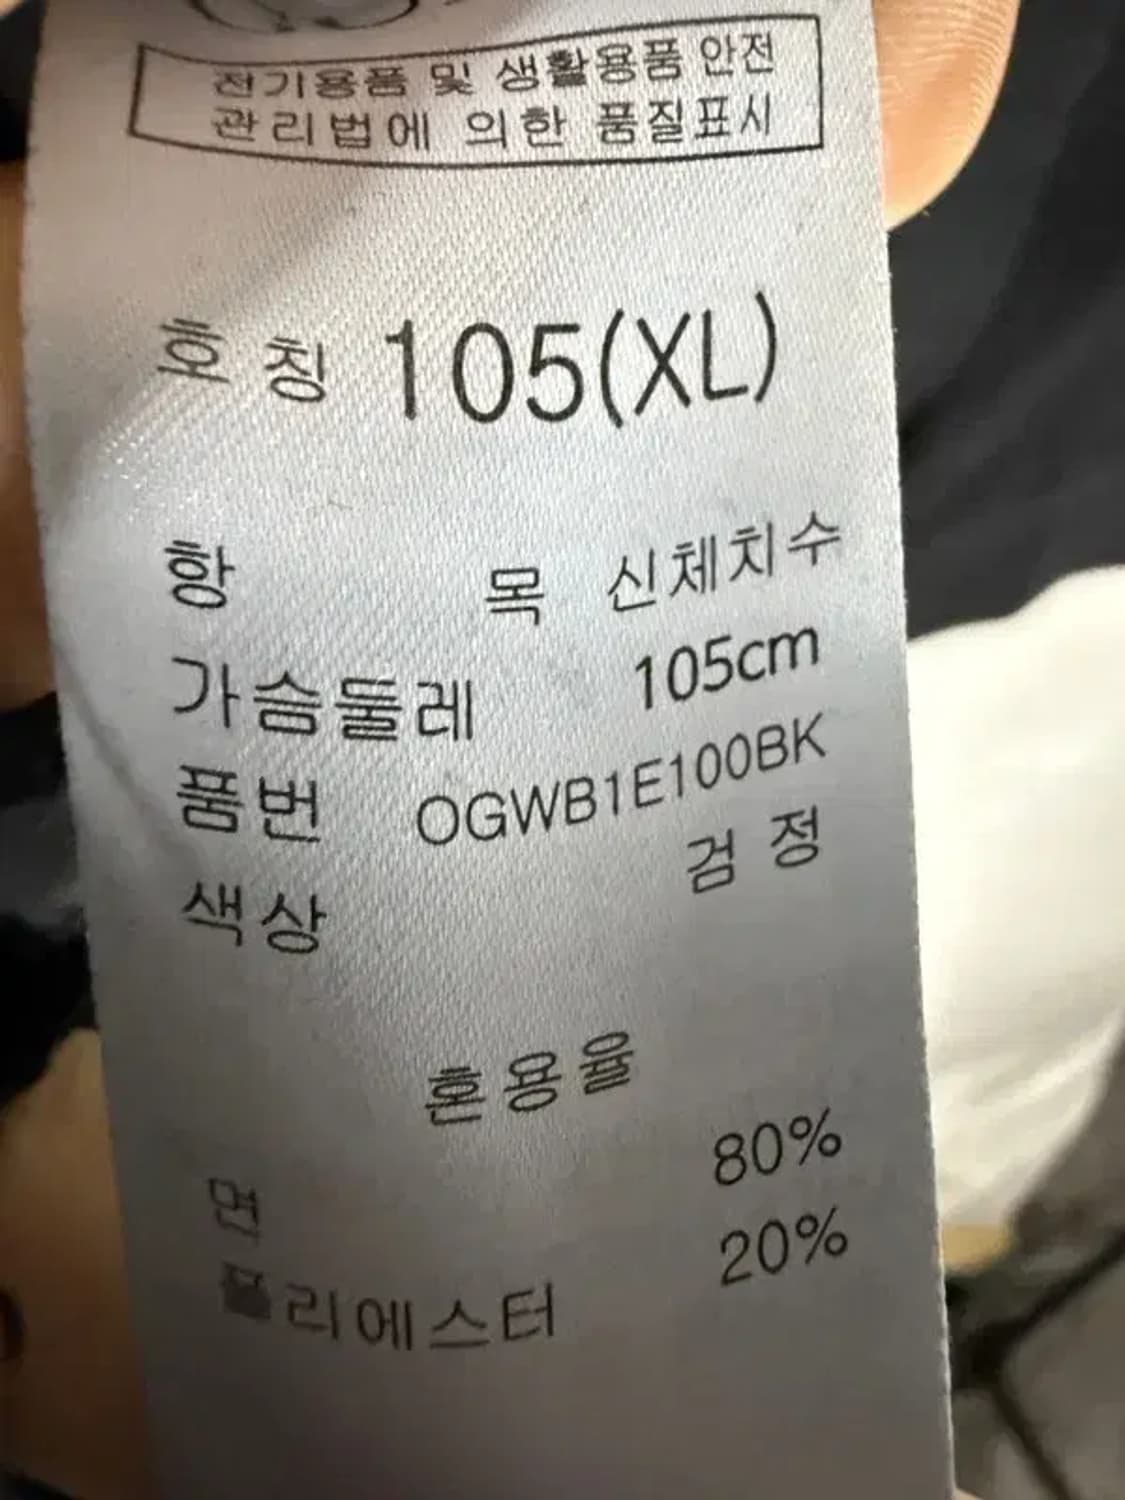 전기용품 및 생활용품 안전
관리법에 의한 품질표시
호칭 105(XL)
항 목 신체치수
가슴둘레 105cm
품번 OGWB1E100BK
색상 검정
혼용율
면 80%
폴리에스터 20%